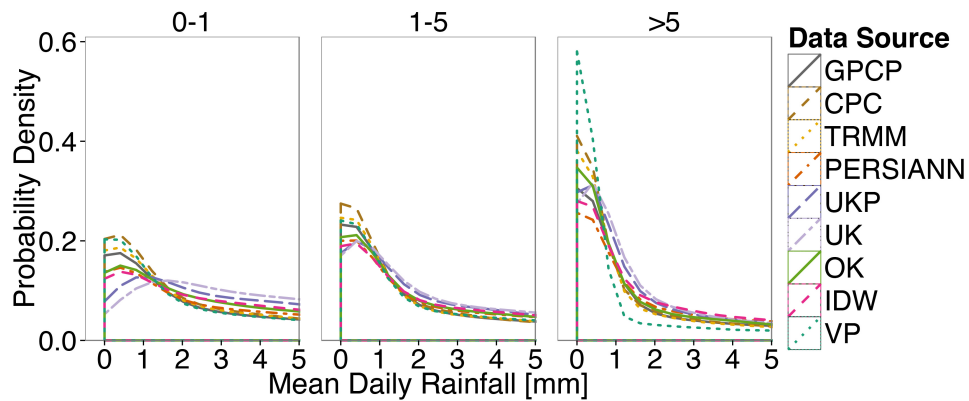 0-1 1-5 >5
Data Source
GPCP
CPC
TRMM
PERSIANN
UKP
UK
OK
IDW
VP
Probability Density
0.6
0.4
0.2
0.0
0 1 2 3 4 5 0 1 2 3 4 5 0 1 2 3 4 5
Mean Daily Rainfall [mm]